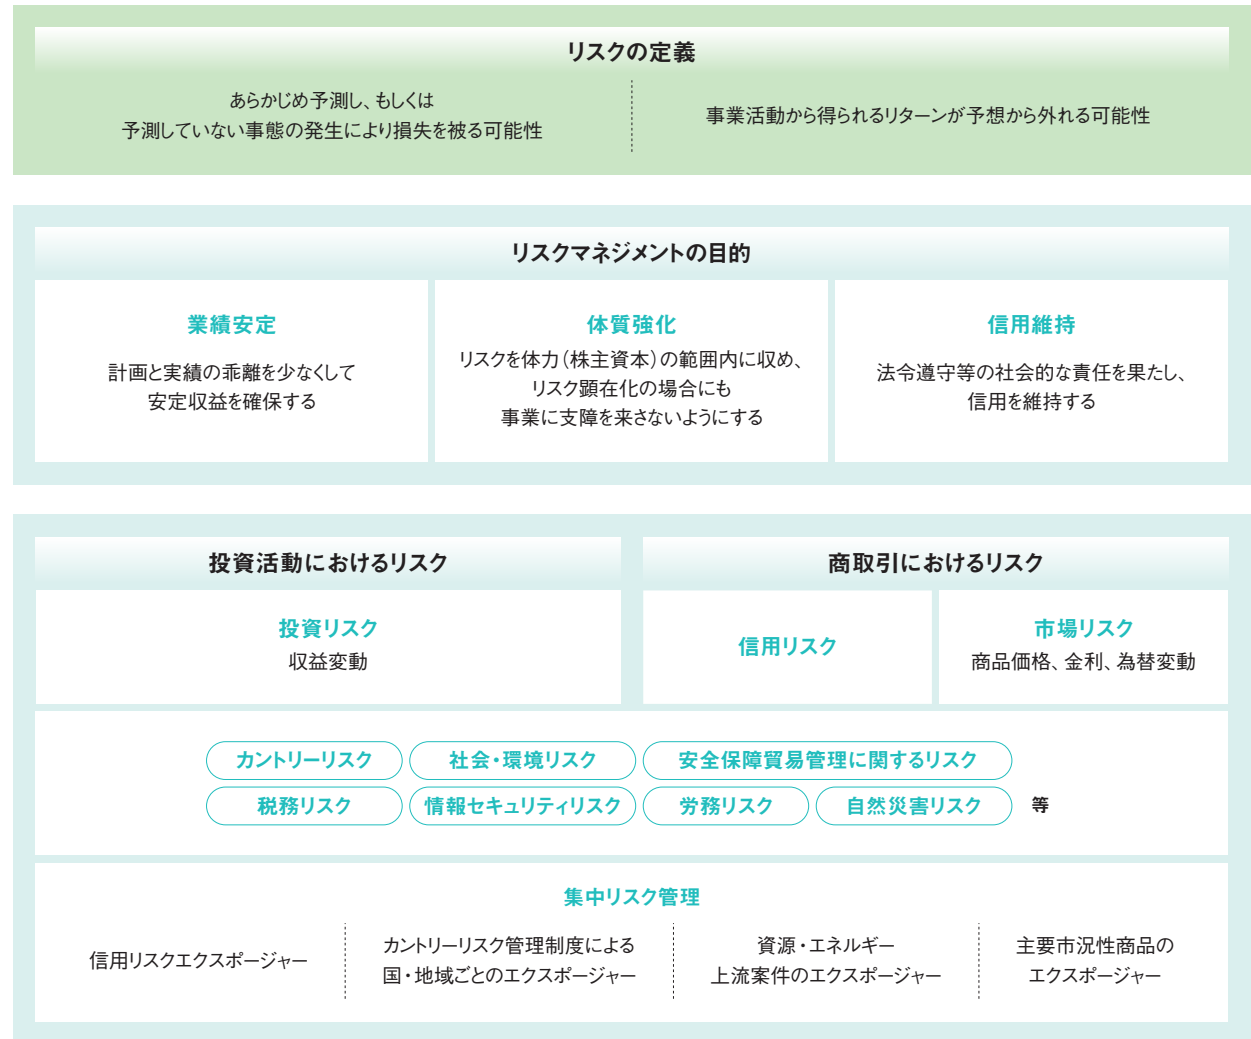 リスクの定義
あらかじめ予測し、もしくは
予測していない事態の発生により損失を被る可能性
事業活動から得られるリターンが予想から外れる可能性
リスクマネジメントの目的
業績安定
計画と実績の乖離を少なくして
安定収益を確保する
体質強化
リスクを体力（株主資本）の範囲内に収め、
リスク顕在化の場合にも
事業に支障を来さないようにする
信用維持
法令遵守等の社会的な責任を果たし、
信用を維持する
投資活動におけるリスク
商取引におけるリスク
投資リスク
収益変動
信用リスク
市場リスク
商品価格、金利、為替変動
カントリーリスク
社会・環境リスク
安全保障貿易管理に関するリスク
税務リスク
情報セキュリティリスク
労務リスク
自然災害リスク
等
集中リスク管理
信用リスクエクスポージャー
カントリーリスク管理制度による
国・地域ごとのエクスポージャー
資源・エネルギー
上流案件のエクスポージャー
主要市況性商品の
エクスポージャー